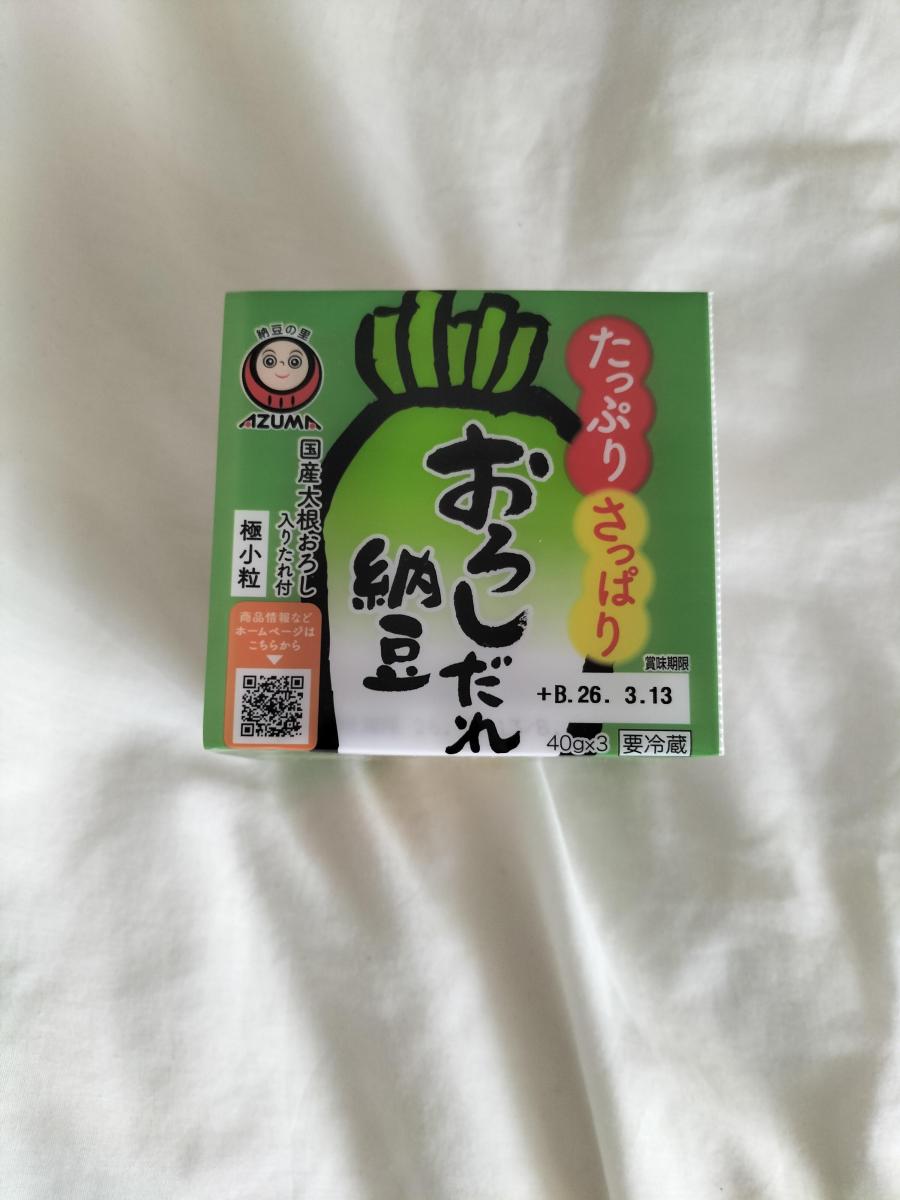 納豆の里
AZUMA
たっぷり
さっぱり
おろしだれ
納豆
国産大根おろし
入りたれ付
極小粒
商品情報など
ホームページは
こちらから
賞味期限
+B.26. 3.13
40g×3
要冷蔵